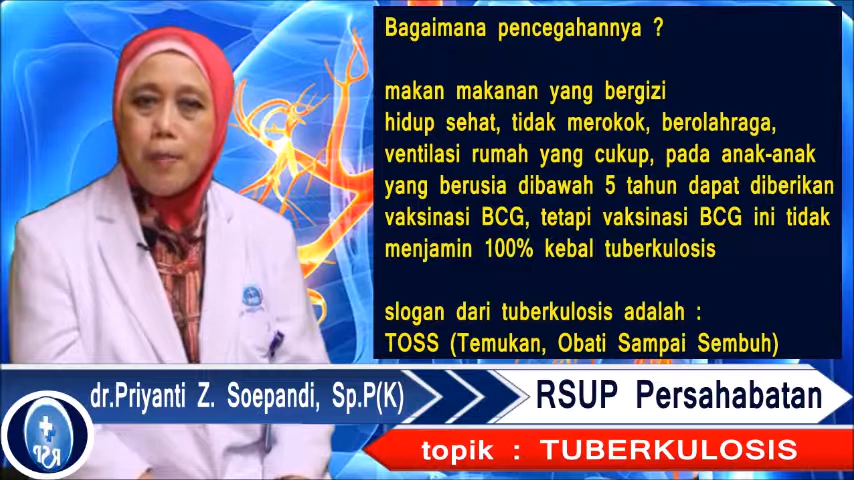 Bagaimana pencegahannya ?
makan makanan yang bergizi
hidup sehat, tidak merokok, berolahraga,
ventilasi rumah yang cukup, pada anak-anak
yang berusia dibawah 5 tahun dapat diberikan
vaksinasi BCG, tetapi vaksinasi BCG ini tidak
menjamin 100% kebal tuberkulosis
slogan dari tuberkulosis adalah :
TOSS (Temukan, Obati Sampai Sembuh)
dr.Priyanti Z. Soepandi, Sp.P(K)
RSUP Persahabatan
topik : TUBERKULOSIS
RSP